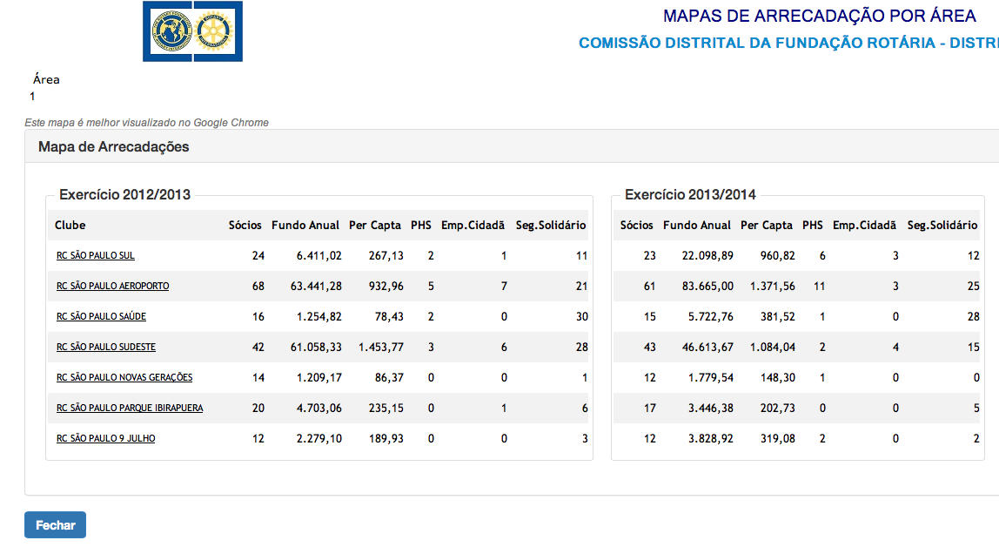 MAPAS DE ARRECADAÇÃO POR ÁREA
COMISSÃO DISTRITAL DA FUNDAÇÃO ROTÁRIA - DISTRI
Área
1
Este mapa é melhor visualizado no Google Chrome
Mapa de Arrecadações
Exercício 2012/2013 Exercício 2013/2014
Clube Sócios Fundo Anual Per Capta PHS Emp.Cidadã Seg.Solidário Sócios Fundo Anual Per Capta PHS Emp.Cidadã Seg.Solidário
RC SÃO PAULO SUL 24 6.411,02 267,13 2 1 11 23 22.098,89 960,82 6 3 12
RC SÃO PAULO AEROPORTO 68 63.441,28 932,96 5 7 21 61 83.665,00 1.371,56 11 3 25
RC SÃO PAULO SAÚDE 16 1.254,82 78,43 2 0 30 15 5.722,76 381,52 1 0 28
RC SÃO PAULO SUDESTE 42 61.058,33 1.453,77 3 6 28 43 46.613,67 1.084,04 2 4 15
RC SÃO PAULO NOVAS GERAÇÕES 14 1.209,17 86,37 0 0 1 12 1.779,54 148,30 1 0 0
RC SÃO PAULO PARQUE IBIRAPUERA 20 4.703,06 235,15 0 1 6 17 3.446,38 202,73 0 0 5
RC SÃO PAULO 9 JULHO 12 2.279,10 189,93 0 0 3 12 3.828,92 319,08 2 0 2
Fechar